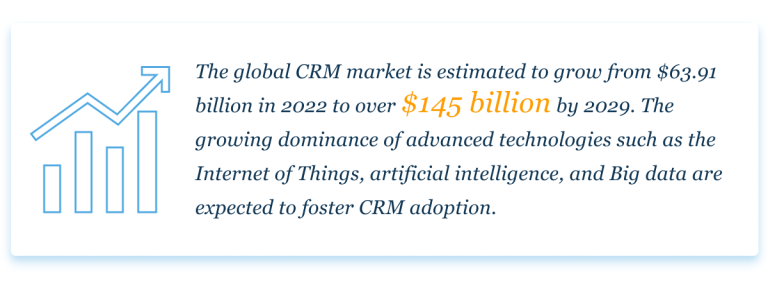 The global CRM market is estimated to grow from $63.91
billion in 2022 to over $145 billion by 2029. The
growing dominance of advanced technologies such as the
Internet of Things, artificial intelligence, and Big data are
expected to foster CRM adoption.